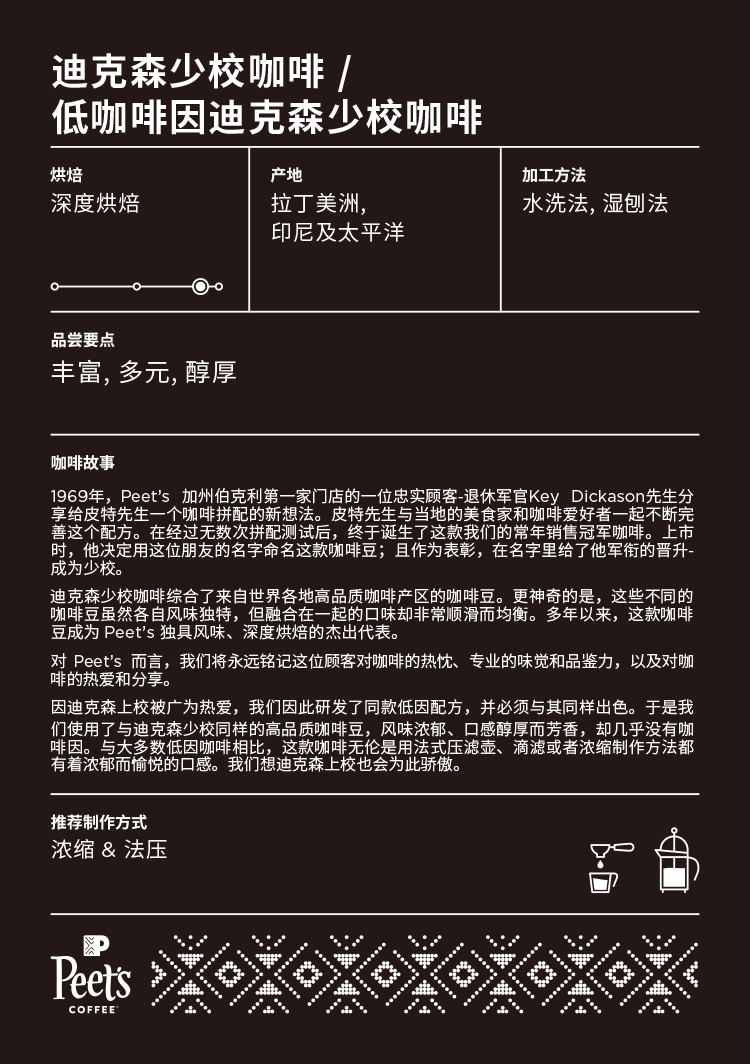 迪克森少校咖啡 /
低咖啡因迪克森少校咖啡
烘焙
深度烘焙
产地
拉丁美洲,
印尼及太平洋
加工方法
水洗法, 湿刨法
品尝要点
丰富, 多元, 醇厚
咖啡故事
1969年，Peet’s 加州伯克利第一家门店的一位忠实顾客-退休军官Key Dickason先生分
享给皮特先生一个咖啡拼配的新想法。皮特先生与当地的美食家和咖啡爱好者一起不断完
善这个配方。在经过无数次拼配测试后，终于诞生了这款我们的常年销售冠军咖啡。上市
时，他决定用这位朋友的名字命名这款咖啡豆；且作为表彰，在名字里给了他军衔的晋升-
成为少校。
迪克森少校咖啡综合了来自世界各地高品质咖啡产区的咖啡豆。更神奇的是，这些不同的
咖啡豆虽然各自风味独特，但融合在一起的口味却非常顺滑而均衡。多年以来，这款咖啡
豆成为 Peet’s 独具风味、深度烘焙的杰出代表。
对 Peet’s 而言，我们将永远铭记这位顾客对咖啡的热忱、专业的味觉和品鉴力，以及对咖
啡的热爱和分享。
因迪克森上校被广为热爱，我们因此研发了同款低因配方，并必须与其同样出色。于是我
们使用了与迪克森少校同样的高品质咖啡豆，风味浓郁、口感醇厚而芳香，却几乎没有咖
啡因。与大多数低因咖啡相比，这款咖啡无伦是用法式压滤壶、滴滤或者浓缩制作方法都
有着浓郁而愉悦的口感。我们想迪克森上校也会为此骄傲。
推荐制作方式
浓缩 & 法压
P
Peet's
COFFEE